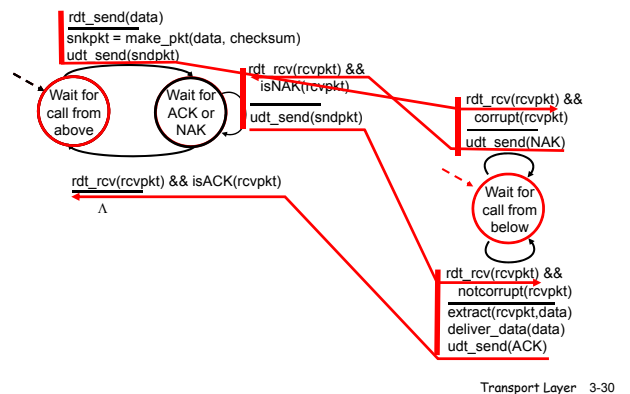 rdt_send(data)
snkpkt = make_pkt(data, checksum)
udt_send(sndpkt)
rdt_rcv(rcvpkt) &&
isNAK(rcvpkt)
udt_send(sndpkt)
Wait for
call from
above
Wait for
ACK or
NAK
rdt_rcv(rcvpkt) &&
corrupt(rcvpkt)
udt_send(NAK)
rdt_rcv(rcvpkt) && isACK(rcvpkt)
Λ
Wait for
call from
below
rdt_rcv(rcvpkt) &&
notcorrupt(rcvpkt)
extract(rcvpkt,data)
deliver_data(data)
udt_send(ACK)
Transport Layer 3-30